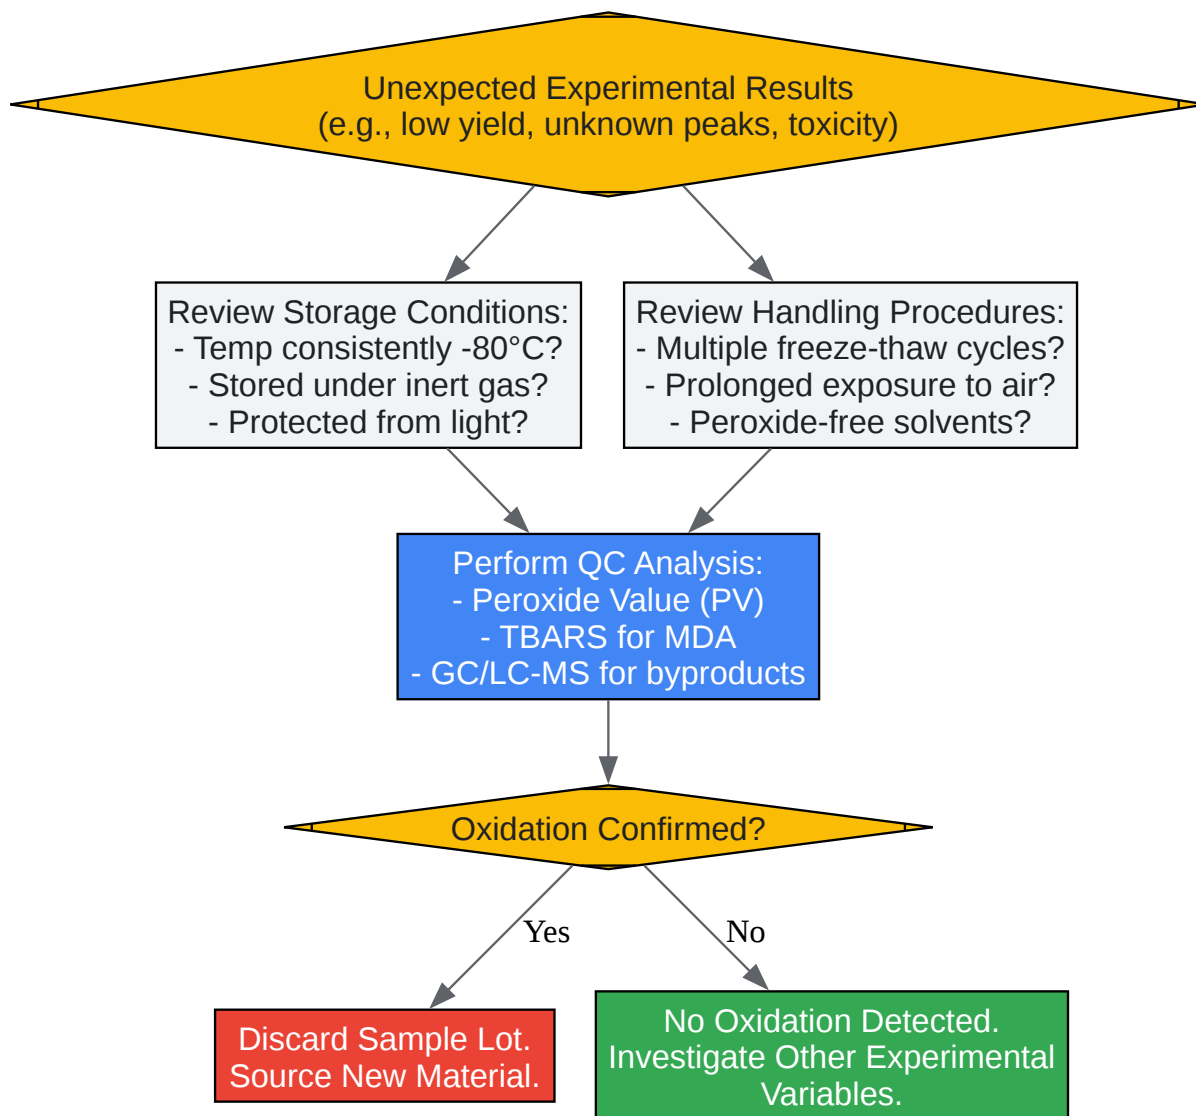 Unexpected Experimental Results
(e.g., low yield, unknown peaks, toxicity)
Review Storage Conditions:
- Temp consistently -80°C?
- Stored under inert gas?
- Protected from light?
Review Handling Procedures:
- Multiple freeze-thaw cycles?
- Prolonged exposure to air?
- Peroxide-free solvents?
Perform QC Analysis:
- Peroxide Value (PV)
- TBARS for MDA
- GC/LC-MS for byproducts
Oxidation Confirmed?
Yes
No
Discard Sample Lot.
Source New Material.
No Oxidation Detected.
Investigate Other Experimental
Variables.